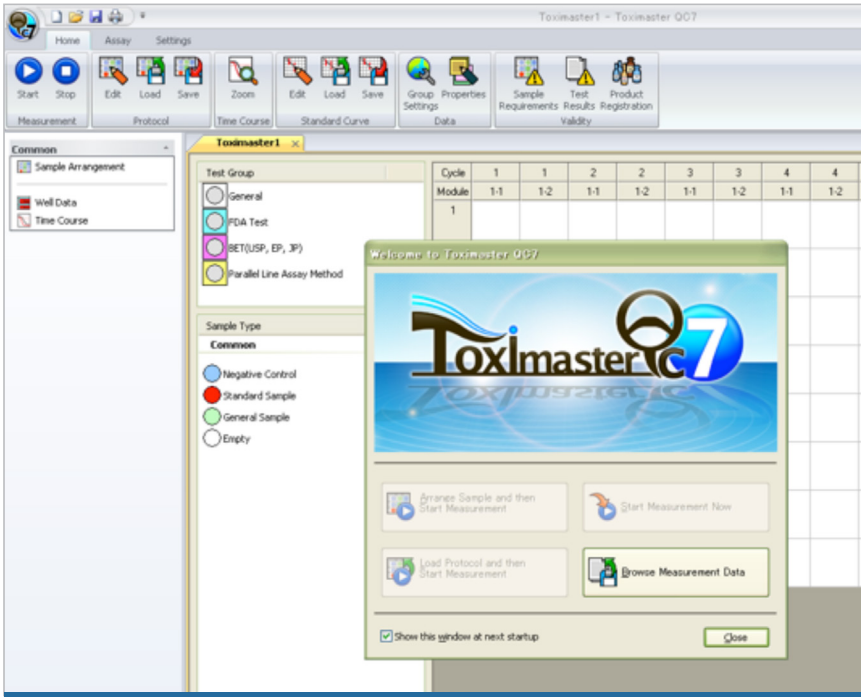 Toximaster1 - Toximaster QC7
Home Assay Settings
Start Stop Edit Load Save Zoom Edit Load Save Group Settings Properties Sample Requirements Test Results Product Registration
Measurement Protocol Time Course Standard Curve Data Validity
Common
Sample Arrangement
Well Data
Time Course
Toximaster1
Test Group
General
FDA Test
BET(USP, EP, JP)
Parallel Line Assay Method
Sample Type
Common
Negative Control
Standard Sample
General Sample
Empty
Cycle 1 1 2 2 3 3 4 4
Module 1-1 1-2 1-1 1-2 1-1 1-2 1-1 1-2
1
Welcome to Toximaster QC7
Toximaster QC7
Arrange Sample and then
Start Measurement
Start Measurement Now
Load Protocol and then
Start Measurement
Browse Measurement Data
Show this window at next startup
Close